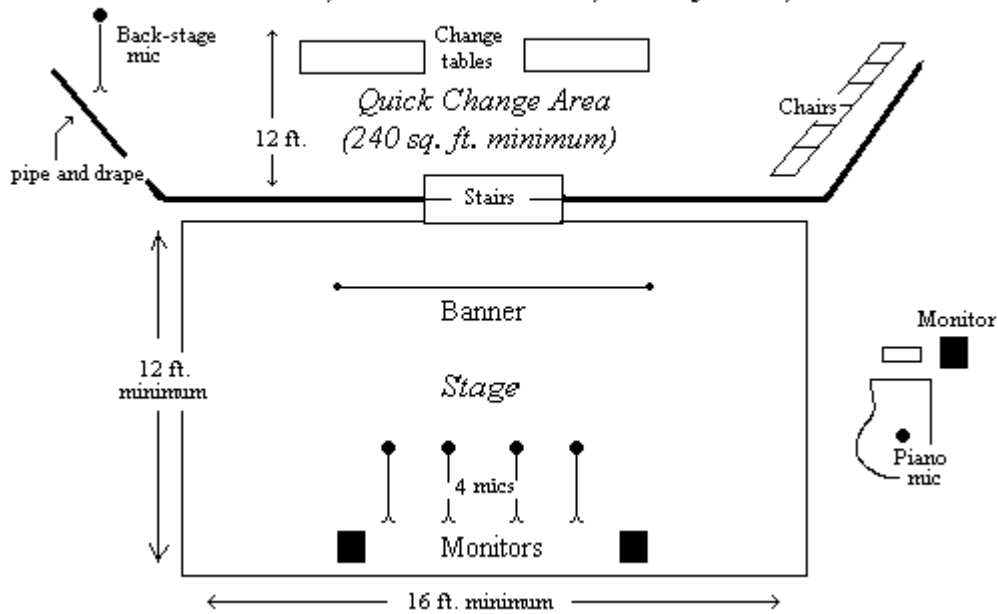 Back-stage
mic
Change
tables
Quick Change Area
(240 sq. ft. minimum)
12 ft.
Chairs
pipe and drape
Stairs
Banner
Monitor
12 ft.
minimum
Stage
Piano
mic
4 mics
Monitors
16 ft. minimum